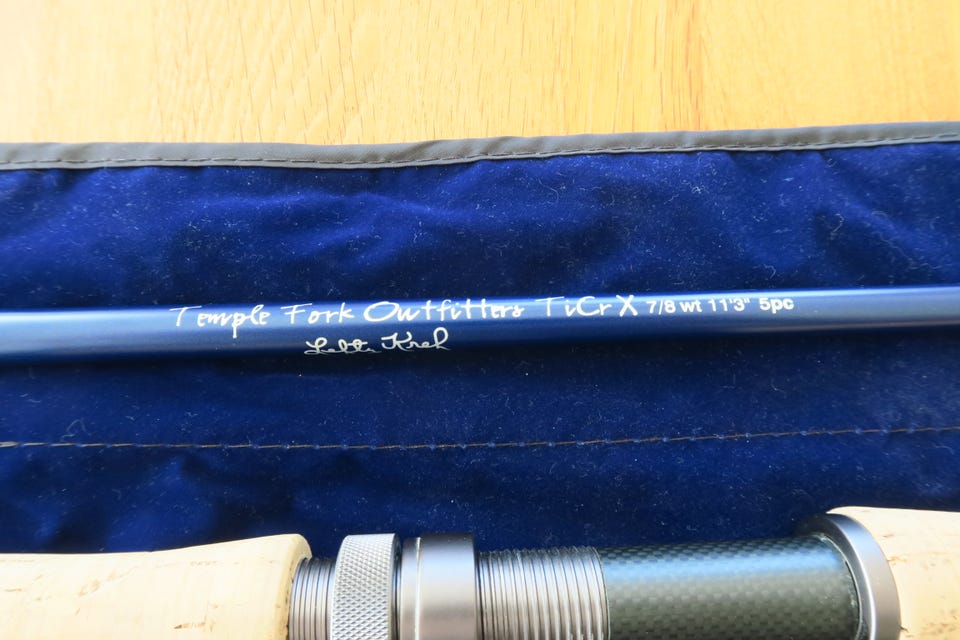 Temple Fork Outfitters TiCr X 7/8 wt 11'3" 5pc
Lefty Kreh